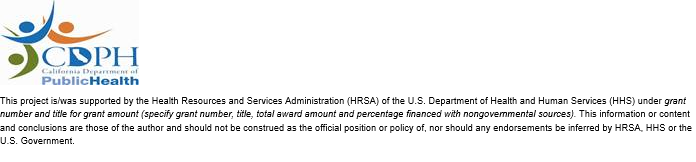 CDPH
California Department of
PublicHealth
This project is/was supported by the Health Resources and Services Administration (HRSA) of the U.S. Department of Health and Human Services (HHS) under grant
number and title for grant amount (specify grant number, title, total award amount and percentage financed with nongovernmental sources). This information or content
and conclusions are those of the author and should not be construed as the official position or policy of, nor should any endorsements be inferred by HRSA, HHS or the
U.S. Government.